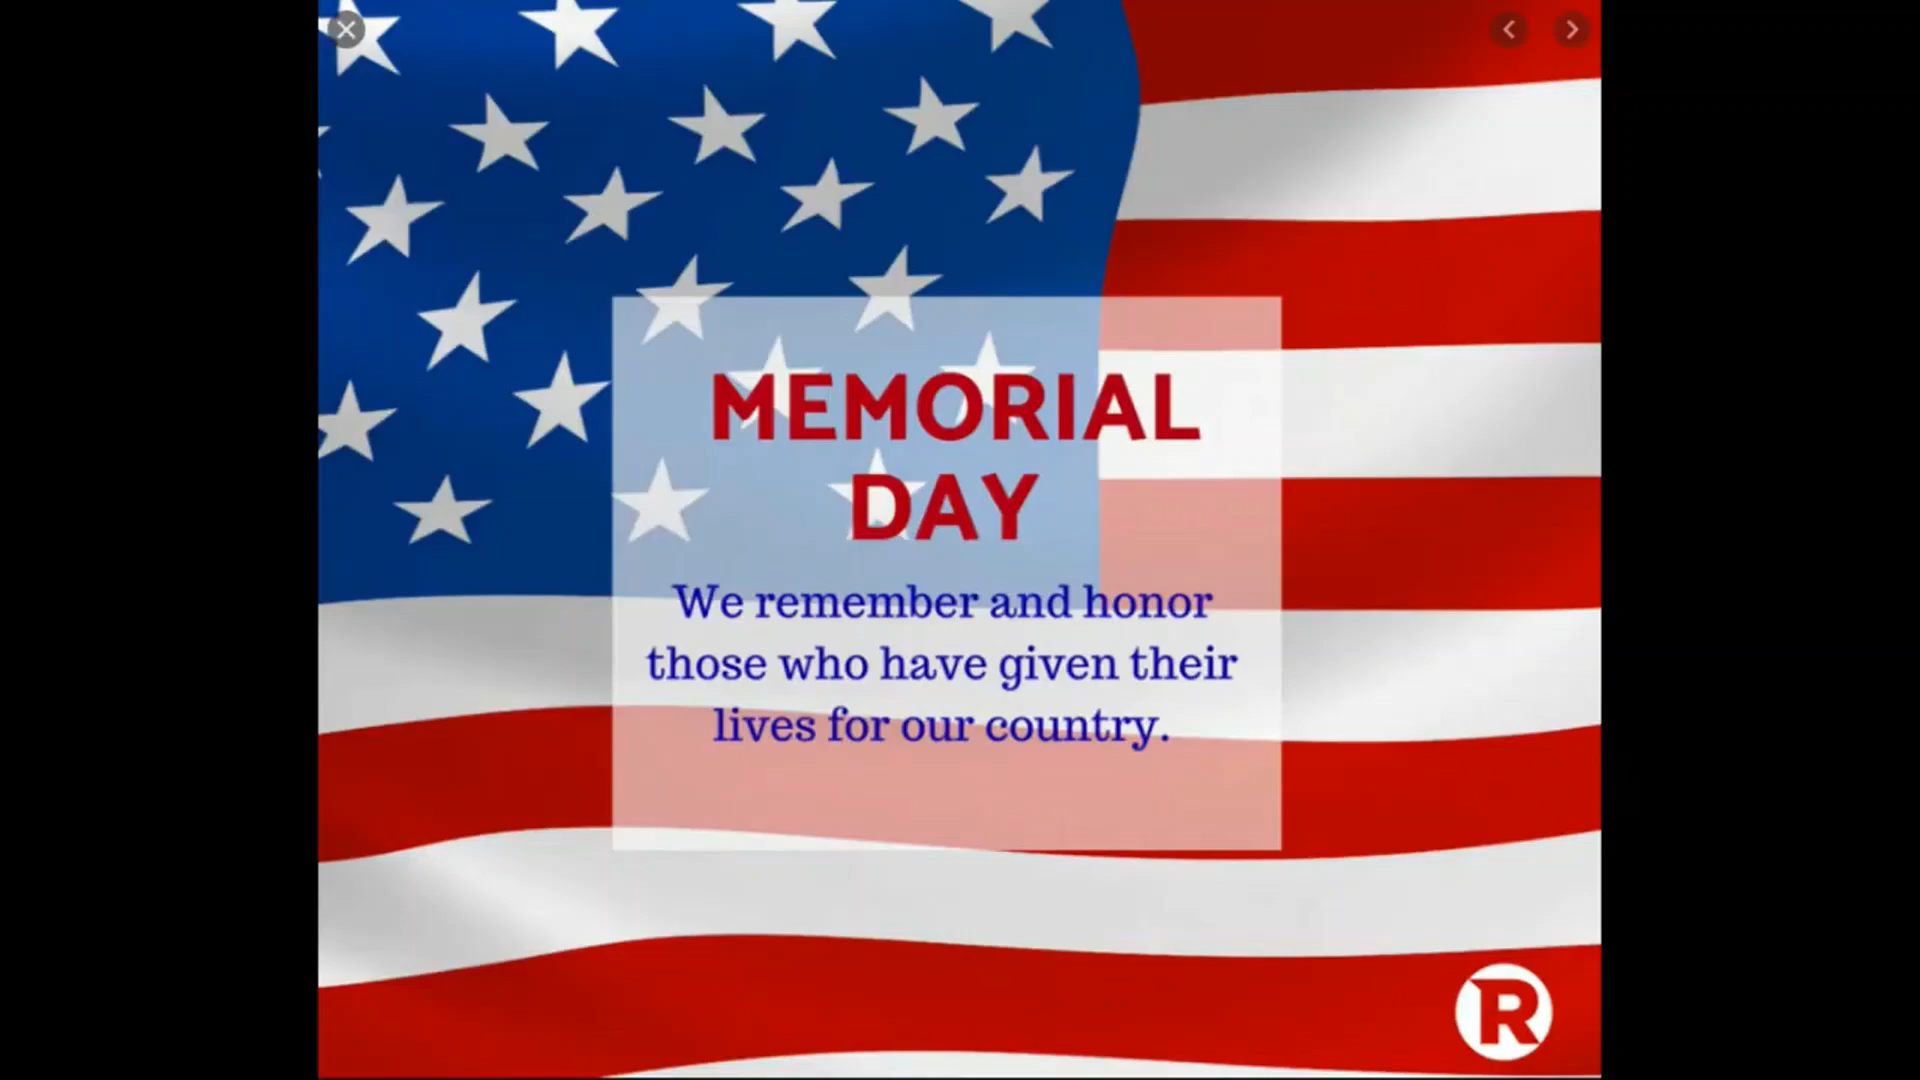 MEMORIAL
DAY
We remember and honor
those who have given their
lives for our country.
R